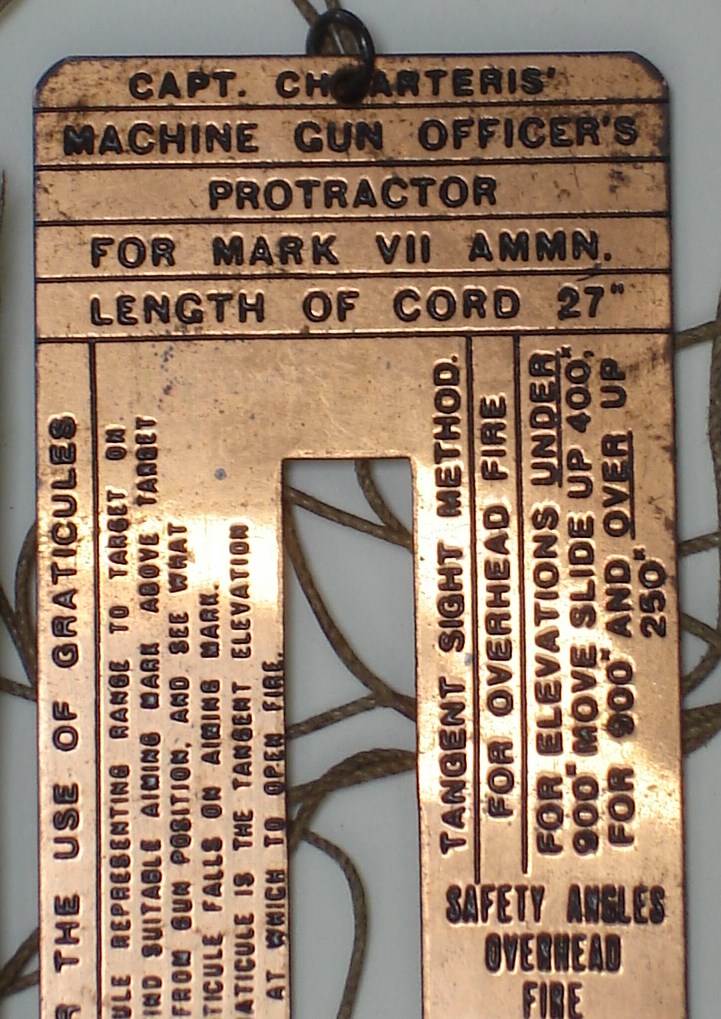 CAPT. CHARTERIS'
MACHINE GUN OFFICER'S
PROTRACTOR
FOR MARK VII AMMN.
LENGTH OF CORD 27"
THE USE OF GRATICULES
REPRESENTING RANGE TO TARGET ON
SUITABLE AIMING MARK ABOVE TARGET
FROM GUN POSITION, AND SEE WHAT
FALLS ON AIMING MARK.
IS THE TANGENT ELEVATION
AT WHICH TO OPEN FIRE.
TANGENT SIGHT METHOD.
FOR OVERHEAD FIRE
FOR ELEVATIONS UNDER
900ˣ MOVE SLIDE UP 400ˣ,
FOR 900ˣ AND OVER UP
250ˣ
SAFETY ANGLES
OVERHEAD
FIRE